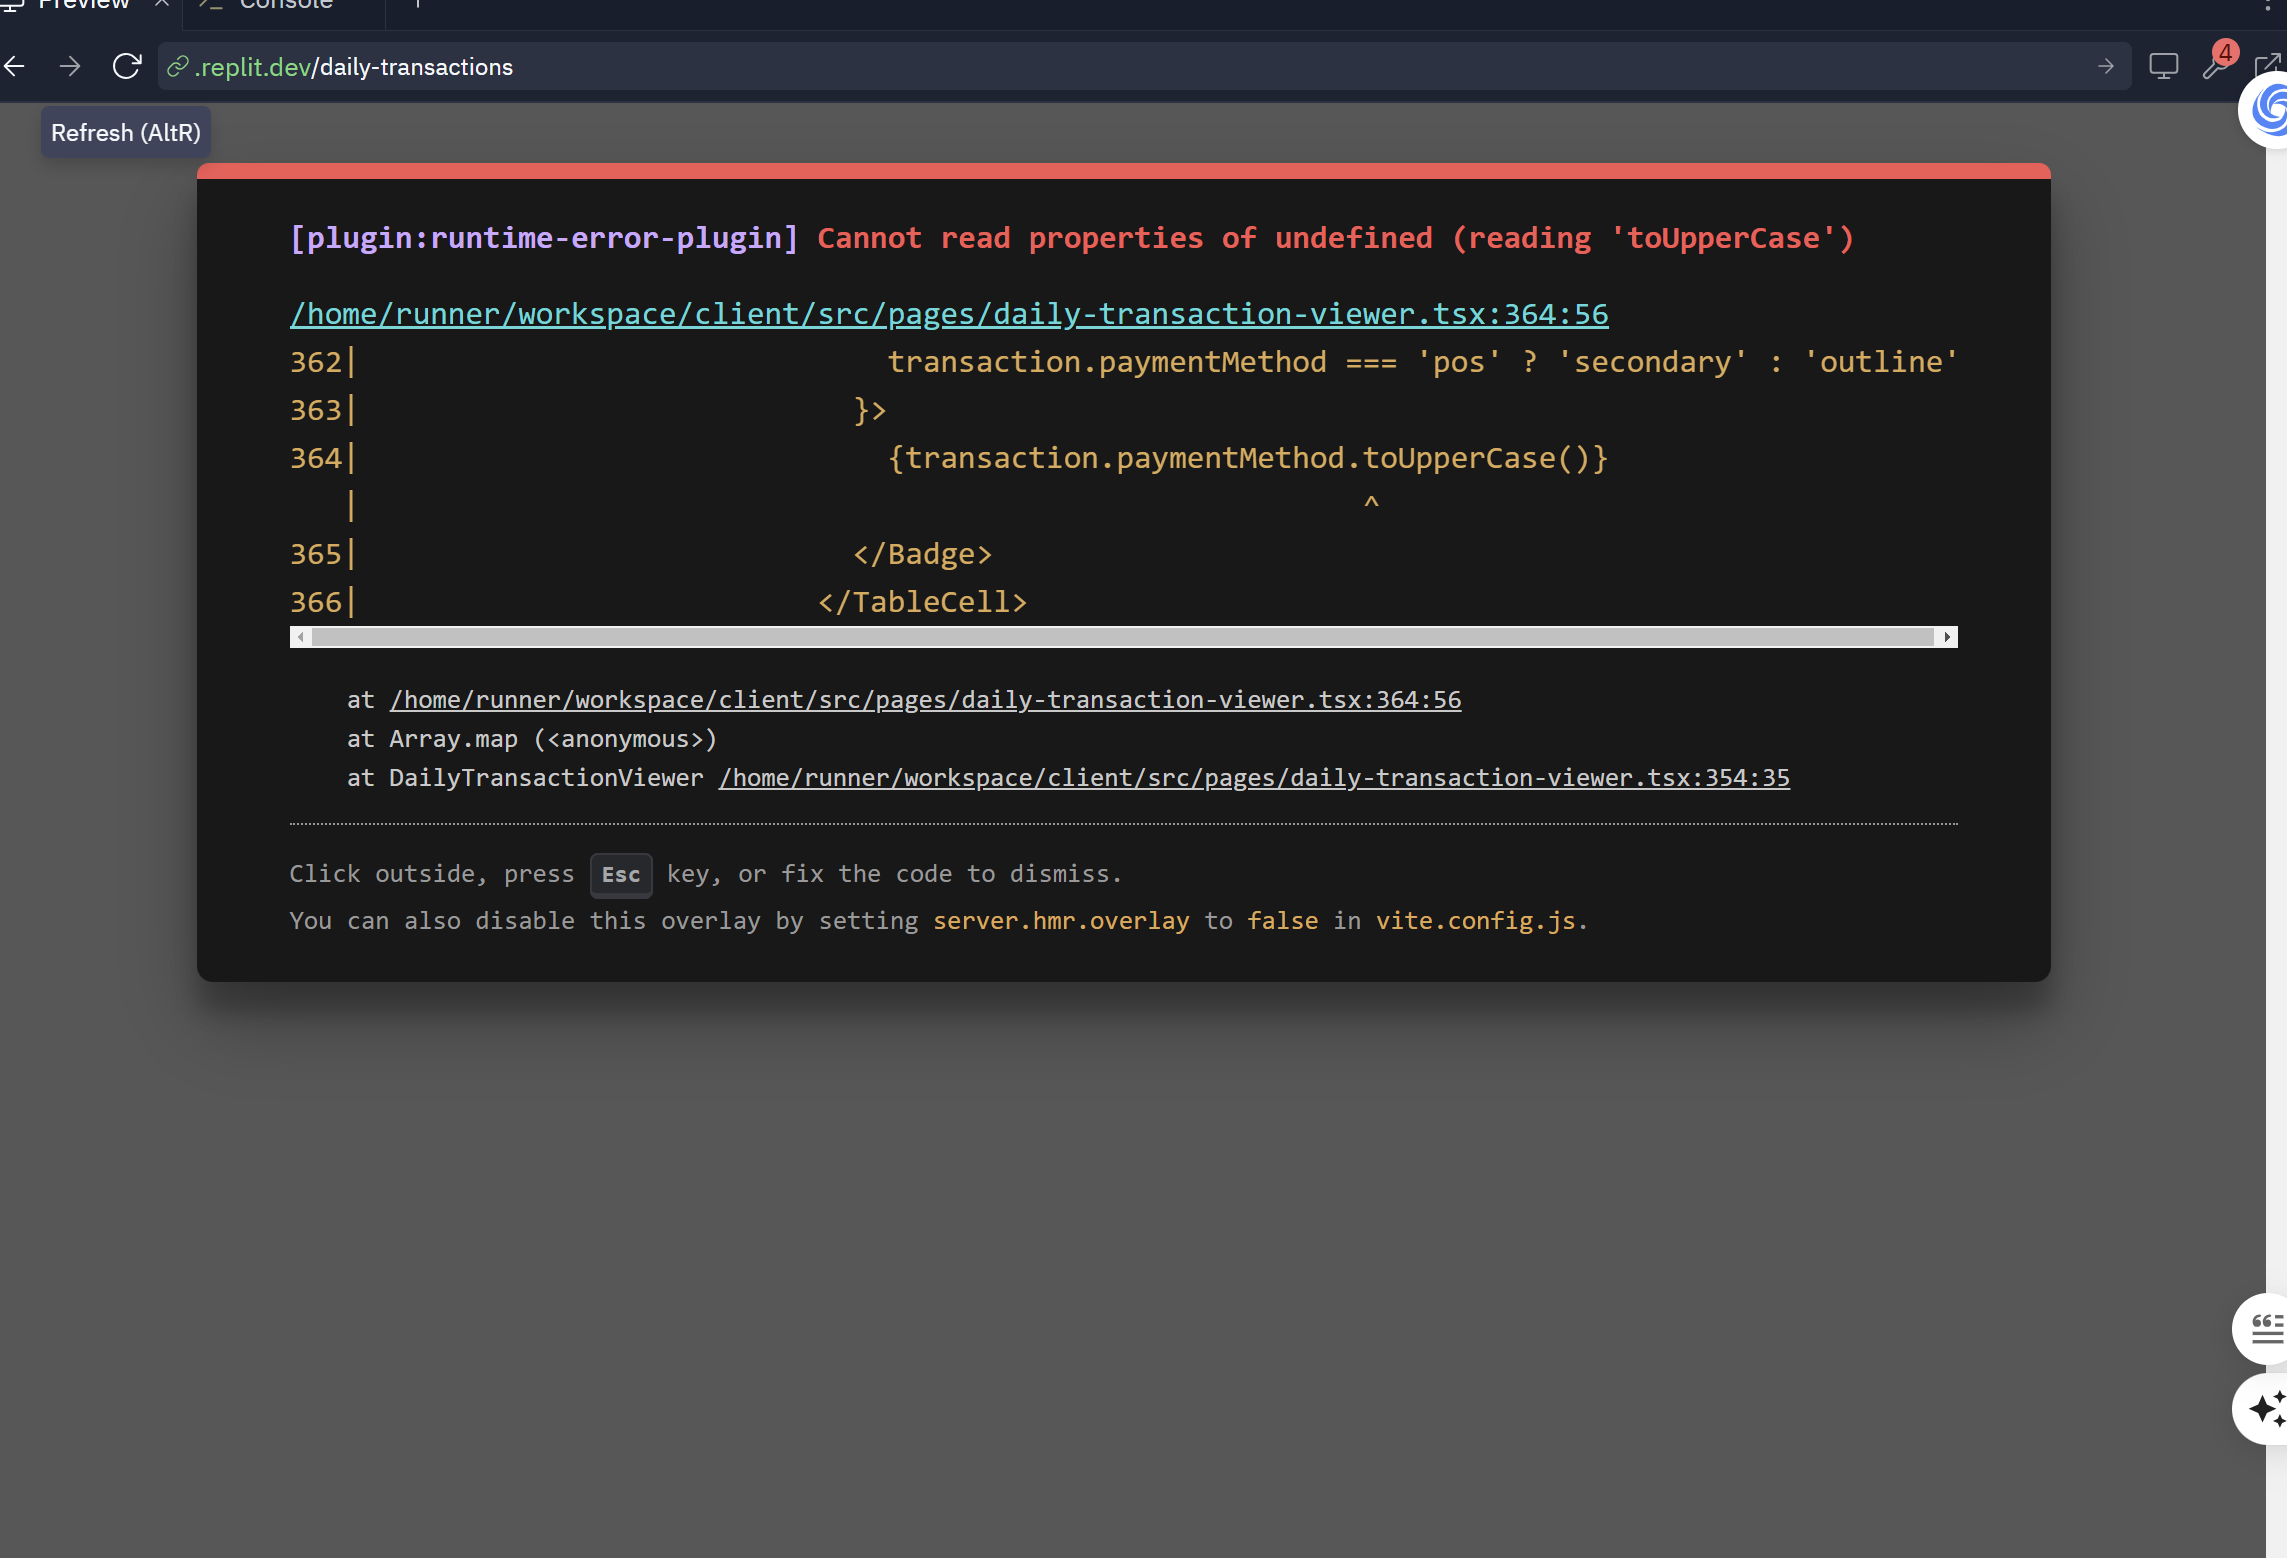 Preview
Console
.replit.dev/daily-transactions
4
Refresh (AltR)
[plugin:runtime-error-plugin] Cannot read properties of undefined (reading 'toUpperCase')
/home/runner/workspace/client/src/pages/daily-transaction-viewer.tsx:364:56
362|                                transaction.paymentMethod === 'pos' ? 'secondary' : 'outline'
363|                              }>
364|                                {transaction.paymentMethod.toUpperCase()}
   |                                                            ^
365|                              </Badge>
366|                            </TableCell>
at /home/runner/workspace/client/src/pages/daily-transaction-viewer.tsx:364:56
at Array.map (<anonymous>)
at DailyTransactionViewer /home/runner/workspace/client/src/pages/daily-transaction-viewer.tsx:354:35
Click outside, press Esc key, or fix the code to dismiss.
You can also disable this overlay by setting server.hmr.overlay to false in vite.config.js.